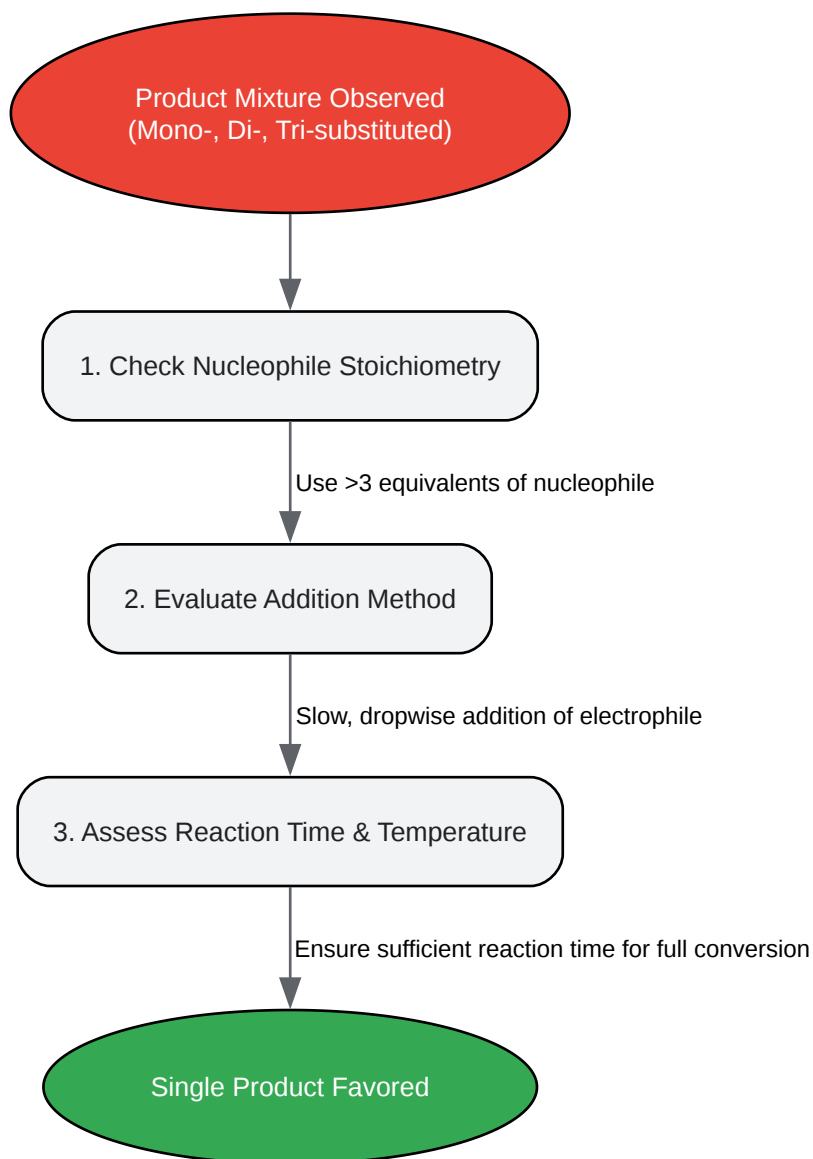 Product Mixture Observed
(Mono-, Di-, Tri-substituted)
1. Check Nucleophile Stoichiometry
Use >3 equivalents of nucleophile
2. Evaluate Addition Method
Slow, dropwise addition of electrophile
3. Assess Reaction Time & Temperature
Ensure sufficient reaction time for full conversion
Single Product Favored